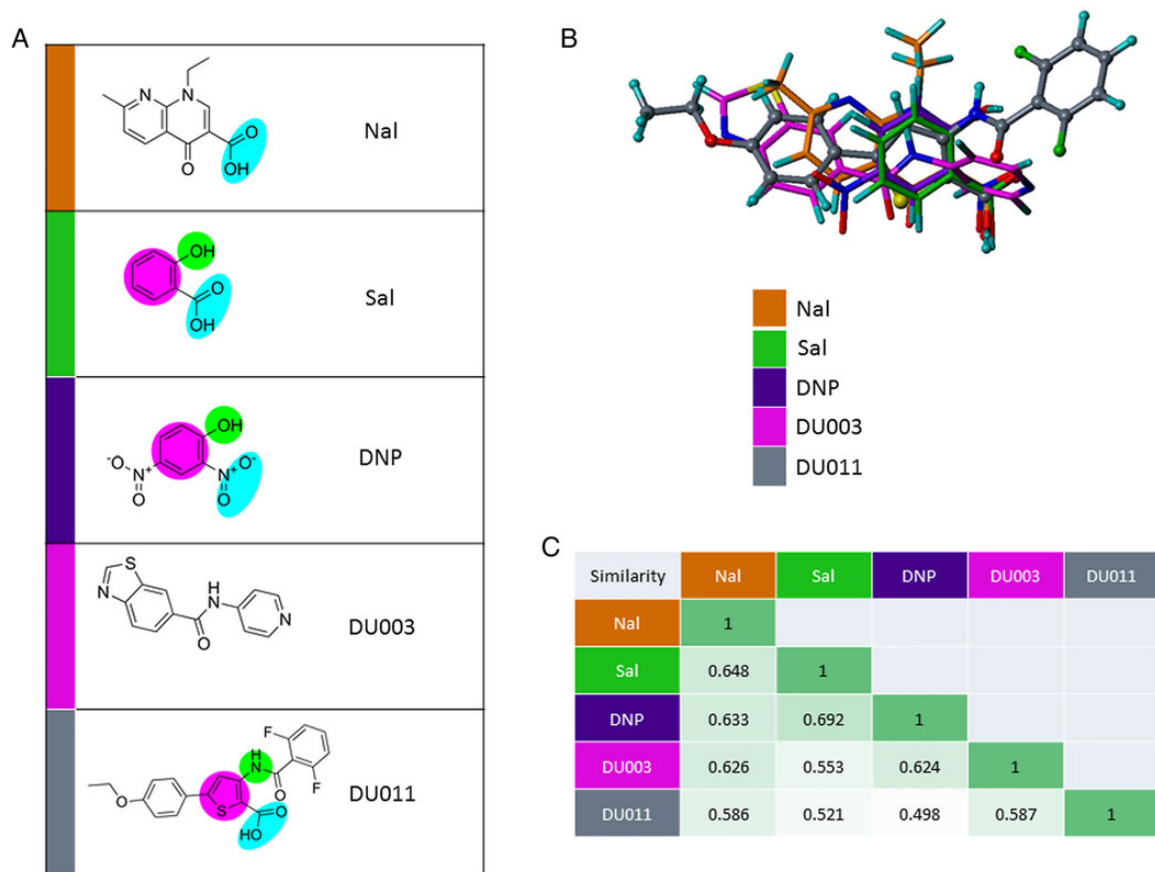 A
N
N
O
O
OH
Nal
OH
O
OH
Sal
OH
-O
N+
O
N+
O-
O
DNP
S
N
H
N
O
N
DU003
F
H
N
O
F
O
S
O
HO
DU011
B
Nal
Sal
DNP
DU003
DU011
C
Similarity Nal Sal DNP DU003 DU011
Nal 1
Sal 0.648 1
DNP 0.633 0.692 1
DU003 0.626 0.553 0.624 1
DU011 0.586 0.521 0.498 0.587 1